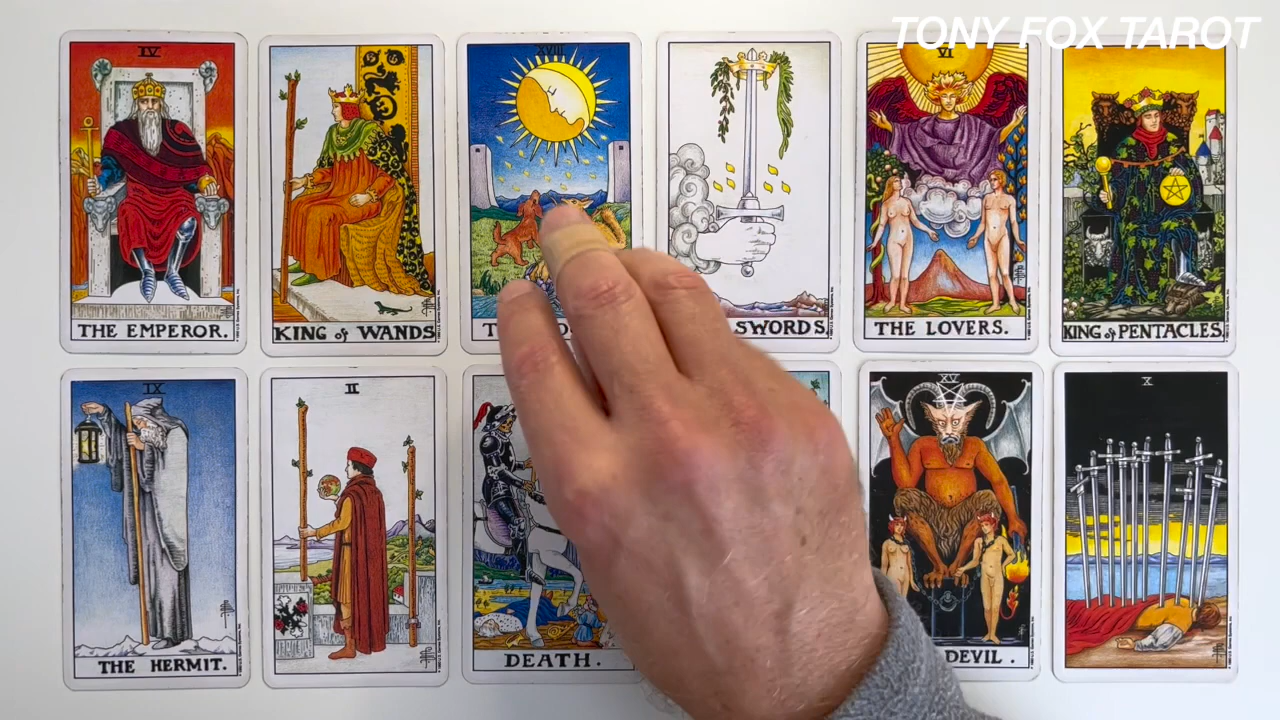 TONY FOX TAROT
IV
THE EMPEROR.
KING of WANDS
XVIII
SWORDS.
VI
THE LOVERS.
KING of PENTACLES.
IX
THE HERMIT.
II
DEATH.
XV
DEVIL.
X